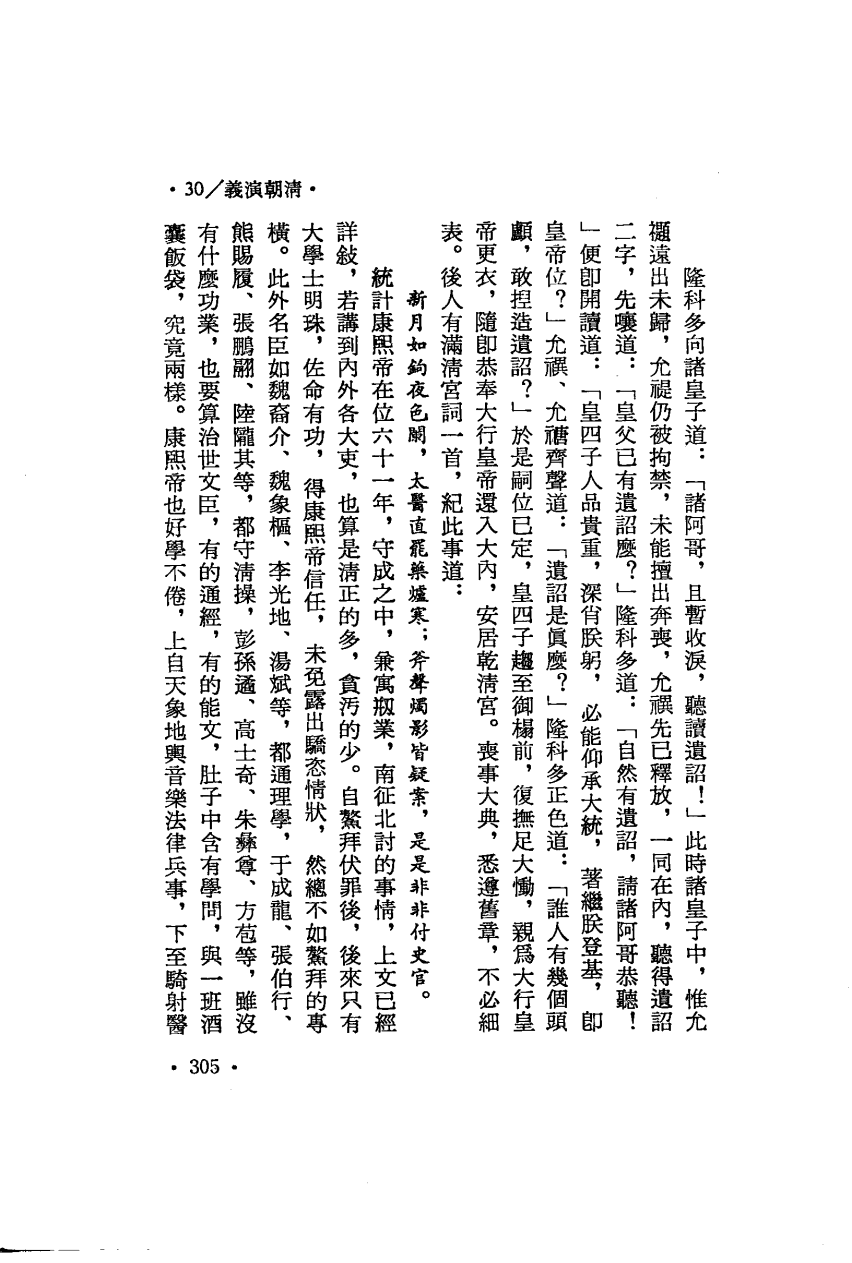 •30／義演朝淸•
隆科多向諸皇子道：「諸阿哥，且暫收淚，聽讀遺詔！」此時諸皇子中，惟允
禵遠出未歸，允禔仍被拘禁，未能擅出奔喪，允禩先已釋放，一同在內，聽得遺詔
二字，先嚷道：「皇父已有遺詔麼？」隆科多道：「自然有遺詔，請諸阿哥恭聽！
」便卽開讀道：「皇四子人品貴重，深肖朕躬，必能仰承大統，著繼朕登基，卽
皇帝位？」允禩、允禟齊聲道：「遺詔是眞麼？」隆科多正色道：「誰人有幾個頭
顱，敢捏造遺詔？」於是嗣位已定，皇四子趨至御榻前，復撫足大慟，親爲大行皇
帝更衣，隨卽恭奉大行皇帝還入大內，安居乾淸宮。喪事大典，悉遵舊章，不必細
表。後人有滿淸宮詞一首，紀此事道：
新月如鈎夜色闌，太醫直罷藥爐寒；斧聲燭影皆疑案，是是非非付史官。
統計康熙帝在位六十一年，守成之中，兼寓剏業，南征北討的事情，上文已經
詳敍，若講到內外各大吏，也算是淸正的多，貪污的少。自鰲拜伏罪後，後來只有
大學士明珠，佐命有功，得康熙帝信任，未免露出驕恣情狀，然總不如鰲拜的專
橫。此外名臣如魏裔介、魏象樞、李光地、湯斌等，都通理學，于成龍、張伯行、
熊賜履、張鵬翮、陸隴其等，都守淸操，彭孫遹、高士奇、朱彝尊、方苞等，雖沒
有什麼功業，也要算治世文臣，有的通經，有的能文，肚子中含有學問，與一班酒
囊飯袋，究竟兩樣。康熙帝也好學不倦，上自天象地輿音樂法律兵事，下至騎射醫
•305•